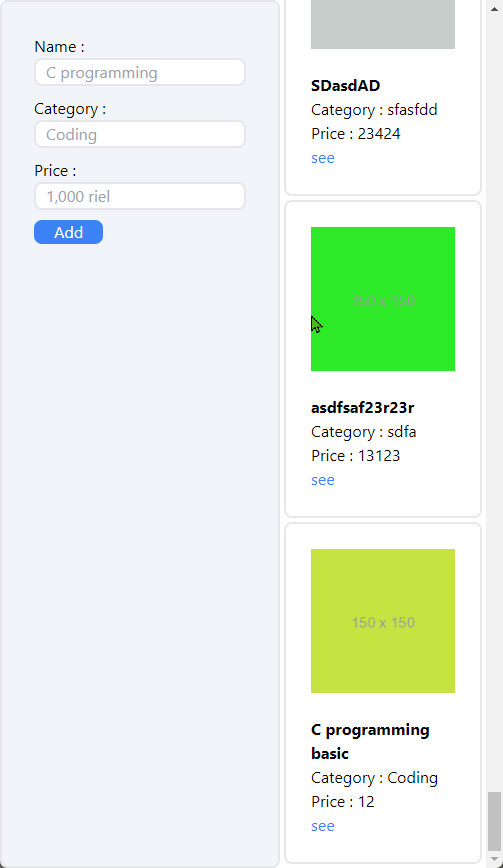 Name :
C programming
Category :
Coding
Price :
1,000 riel
Add
SDasdAD
Category : sfasfdd
Price : 23424
see
150 x 150
asdfsaf23r23r
Category : sdfa
Price : 13123
see
150 x 150
C programming
basic
Category : Coding
Price : 12
see